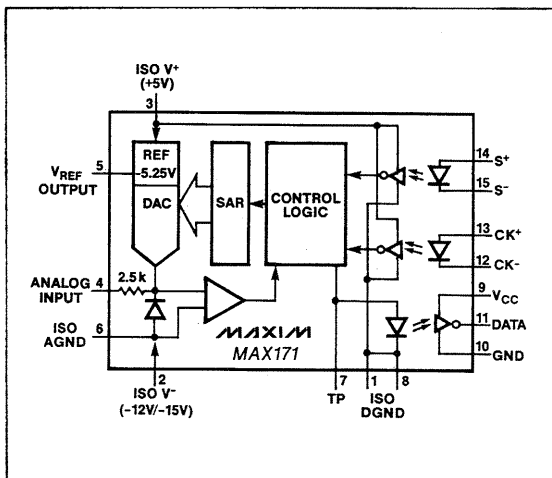 ISO V+
(+5V)
3
REF
-5.25V
DAC
5
VREF
OUTPUT
SAR
CONTROL
LOGIC
14
S+
15
S-
13
CK+
12
CK-
9
VCC
11
DATA
10
GND
ANALOG
INPUT
4
2.5k
ISO
AGND
6
MAXIM
MAX171
2
ISO V-
(-12V/-15V)
7
TP
1
8
ISO
DGND